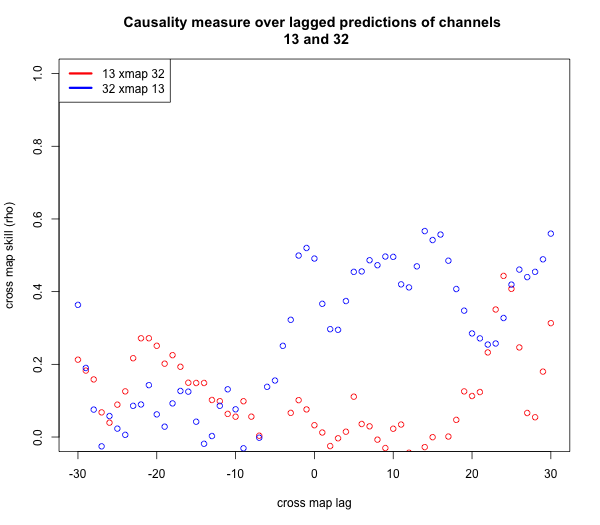 Causality measure over lagged predictions of channels
13 and 32
13 xmap 32
32 xmap 13
cross map skill (rho)
1.0
0.8
0.6
0.4
0.2
0.0
-30 -20 -10 0 10 20 30
cross map lag